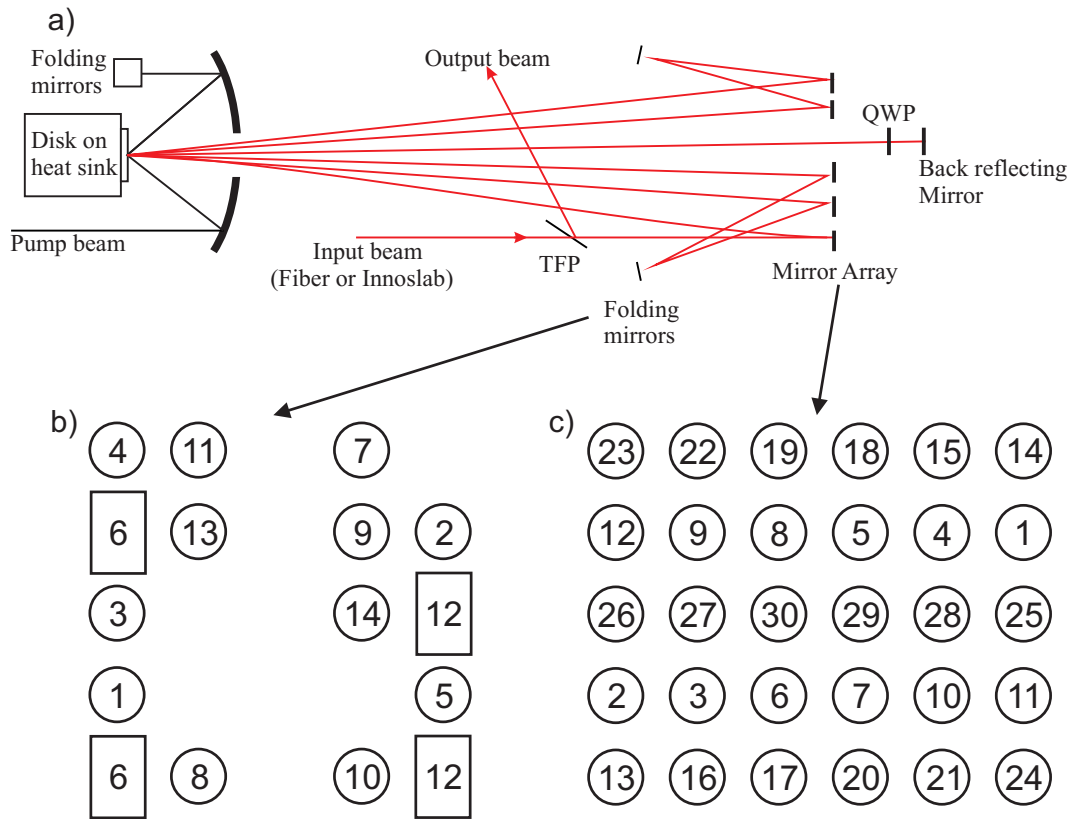 a)
Folding
mirrors
Output beam
QWP
Disk on
heat sink
Back reflecting
Mirror
Pump beam
Input beam
(Fiber or Innoslab)
TFP
Mirror Array
Folding
mirrors
b)
4 11 7
6 13 9 2
3 14 12
1 5
6 8 10 12
c)
23 22 19 18 15 14
12 9 8 5 4 1
26 27 30 29 28 25
2 3 6 7 10 11
13 16 17 20 21 24